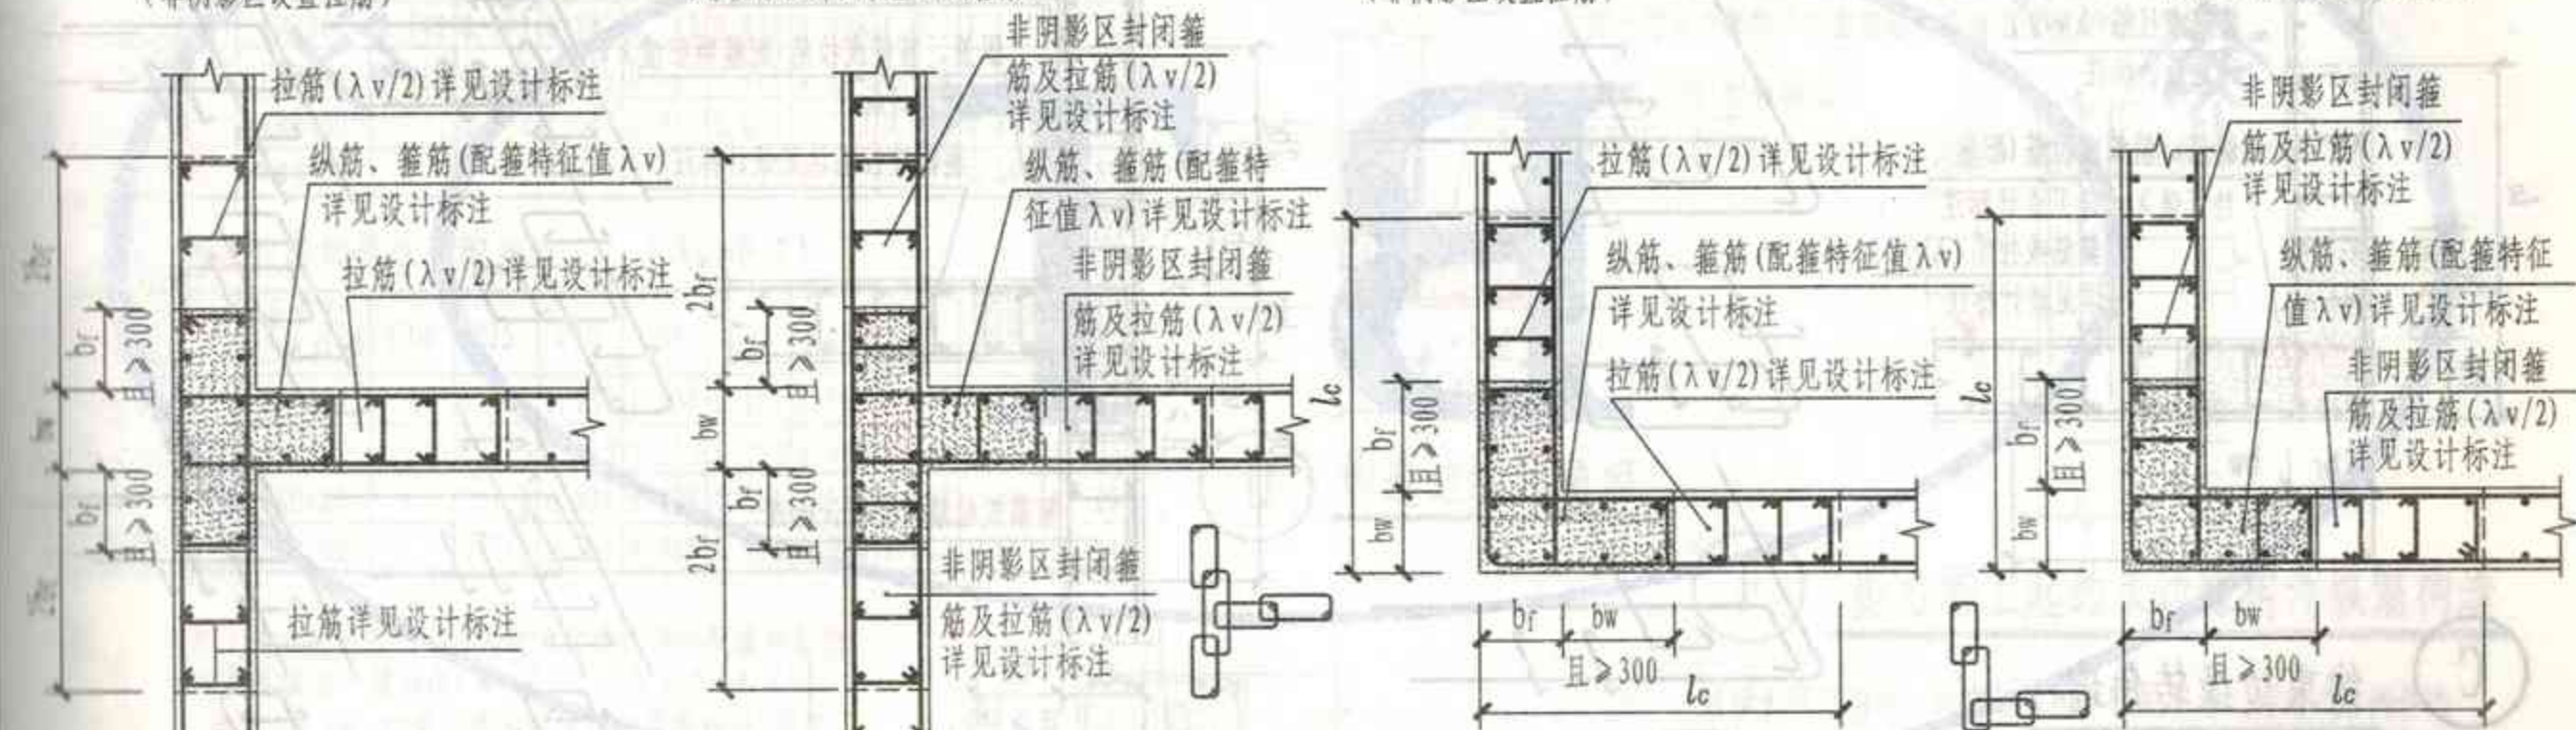 拉筋(λv/2)详见设计标注
纵筋、箍筋(配箍特征值λv)
详见设计标注
拉筋(λv/2)详见设计标注
bf
且≥300
bf
且≥300
拉筋详见设计标注
非阴影区封闭箍
筋及拉筋(λv/2)
详见设计标注
纵筋、箍筋(配箍特
征值λv)详见设计标注
非阴影区封闭箍
筋及拉筋(λv/2)
详见设计标注
2bf
bf
且≥300
bw
bf
且≥300
2bf
非阴影区封闭箍
筋及拉筋(λv/2)
详见设计标注
拉筋(λv/2)详见设计标注
纵筋、箍筋(配箍特征值λv)
详见设计标注
拉筋(λv/2)详见设计标注
lc
bf
且≥300
bw
bf
bw
且≥300
lc
非阴影区封闭箍
筋及拉筋(λv/2)
详见设计标注
纵筋、箍筋(配箍特征
值λv)详见设计标注
非阴影区封闭箍
筋及拉筋(λv/2)
详见设计标注
lc
bf
且≥300
bw
bf
bw
且≥300
lc